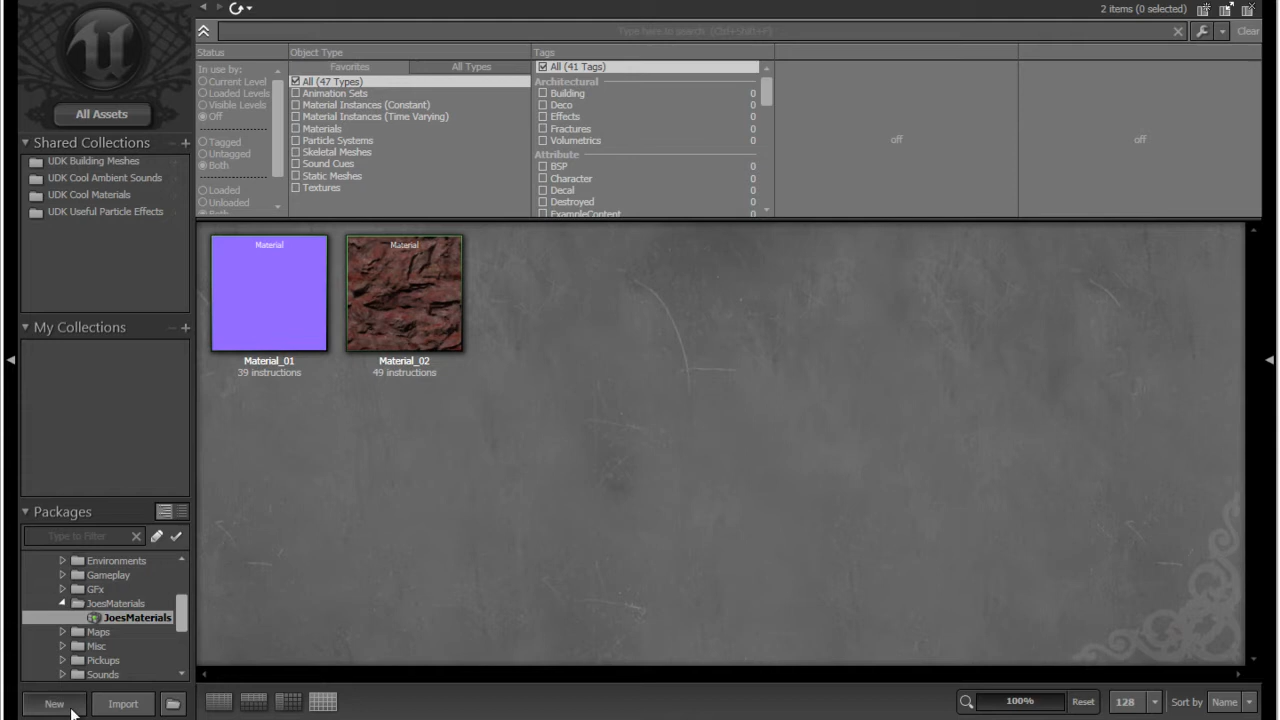 2 items (0 selected)
Type here to search (Ctrl+Shift+F)
Clear
Status
Object Type
Tags
In use by:
Current Level
Loaded Levels
Visible Levels
Off
Tagged
Untagged
Both
Loaded
Unloaded
Both
Favorites
All Types
All (47 Types)
Animation Sets
Material Instances (Constant)
Material Instances (Time Varying)
Materials
Particle Systems
Skeletal Meshes
Sound Cues
Static Meshes
Textures
All (41 Tags)
Architectural
Building 0
Deco 0
Effects 0
Fractures 0
Volumetrics 0
Attribute
BSP 0
Character 0
Decal 0
Destroyed 0
ExampleContent 0
off
off
All Assets
Shared Collections
UDK Building Meshes
UDK Cool Ambient Sounds
UDK Cool Materials
UDK Useful Particle Effects
My Collections
Packages
Type to Filter
Environments
Gameplay
GFx
JoesMaterials
JoesMaterials
Maps
Misc
Pickups
Sounds
New
Import
Material
Material_01
39 instructions
Material
Material_02
49 instructions
100%
Reset
128
Sort by
Name